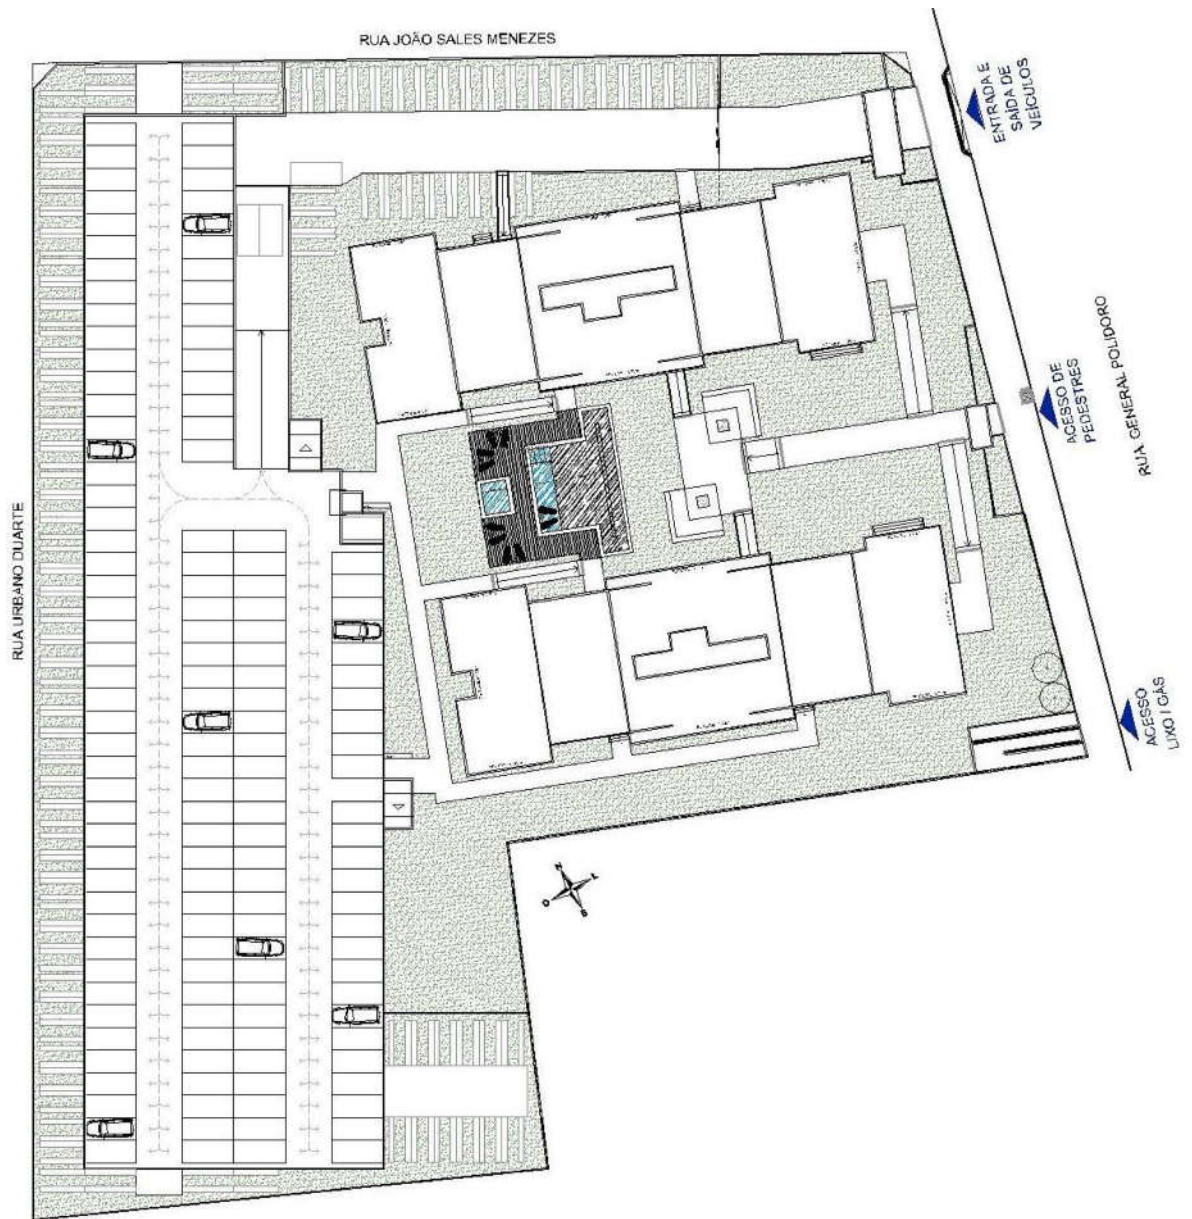 RUA JOÃO SALES MENEZES
ENTRADA E
SAÍDA DE
VEÍCULOS
ACESSO DE
PEDESTRES
RUA GENERAL POLIDORO
RUA URBANO DUARTE
ACESSO
LIXO / GÁS
N
L
S
O